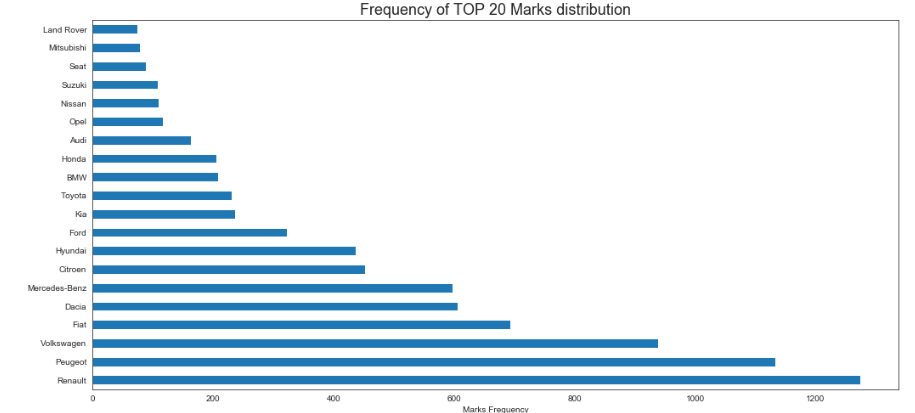 Frequency of TOP 20 Marks distribution
Land Rover
Mitsubishi
Seat
Suzuki
Nissan
Opel
Audi
Honda
BMW
Toyota
Kia
Ford
Hyundai
Citroen
Mercedes-Benz
Dacia
Fiat
Volkswagen
Peugeot
Renault
0 200 400 600 800 1000 1200
Marks Frequency